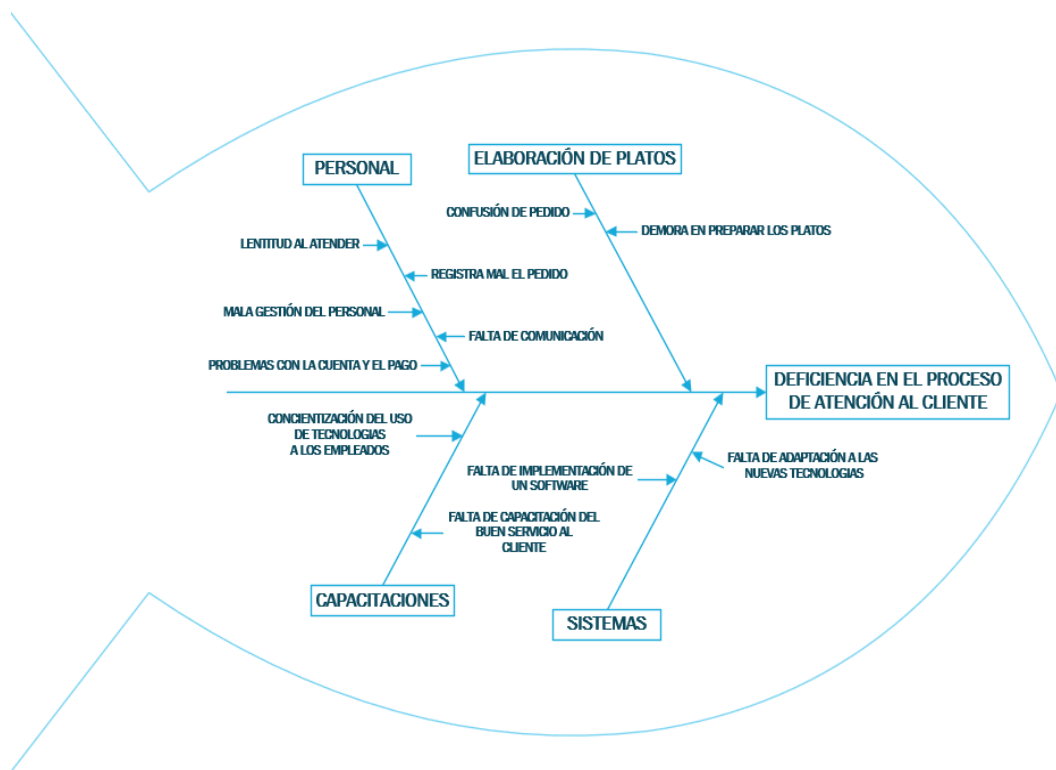 PERSONAL
ELABORACIÓN DE PLATOS
CONFUSIÓN DE PEDIDO
DEMORA EN PREPARAR LOS PLATOS
LENTITUD AL ATENDER
REGISTRA MAL EL PEDIDO
MALA GESTIÓN DEL PERSONAL
FALTA DE COMUNICACIÓN
PROBLEMAS CON LA CUENTA Y EL PAGO
DEFICIENCIA EN EL PROCESO
DE ATENCIÓN AL CLIENTE
CONCIENTIZACIÓN DEL USO
DE TECNOLOGIAS
A LOS EMPLEADOS
FALTA DE IMPLEMENTACIÓN DE
UN SOFTWARE
FALTA DE ADAPTACIÓN A LAS
NUEVAS TECNOLOGIAS
FALTA DE CAPACITACIÓN DEL
BUEN SERVICIO AL
CLIENTE
CAPACITACIONES
SISTEMAS